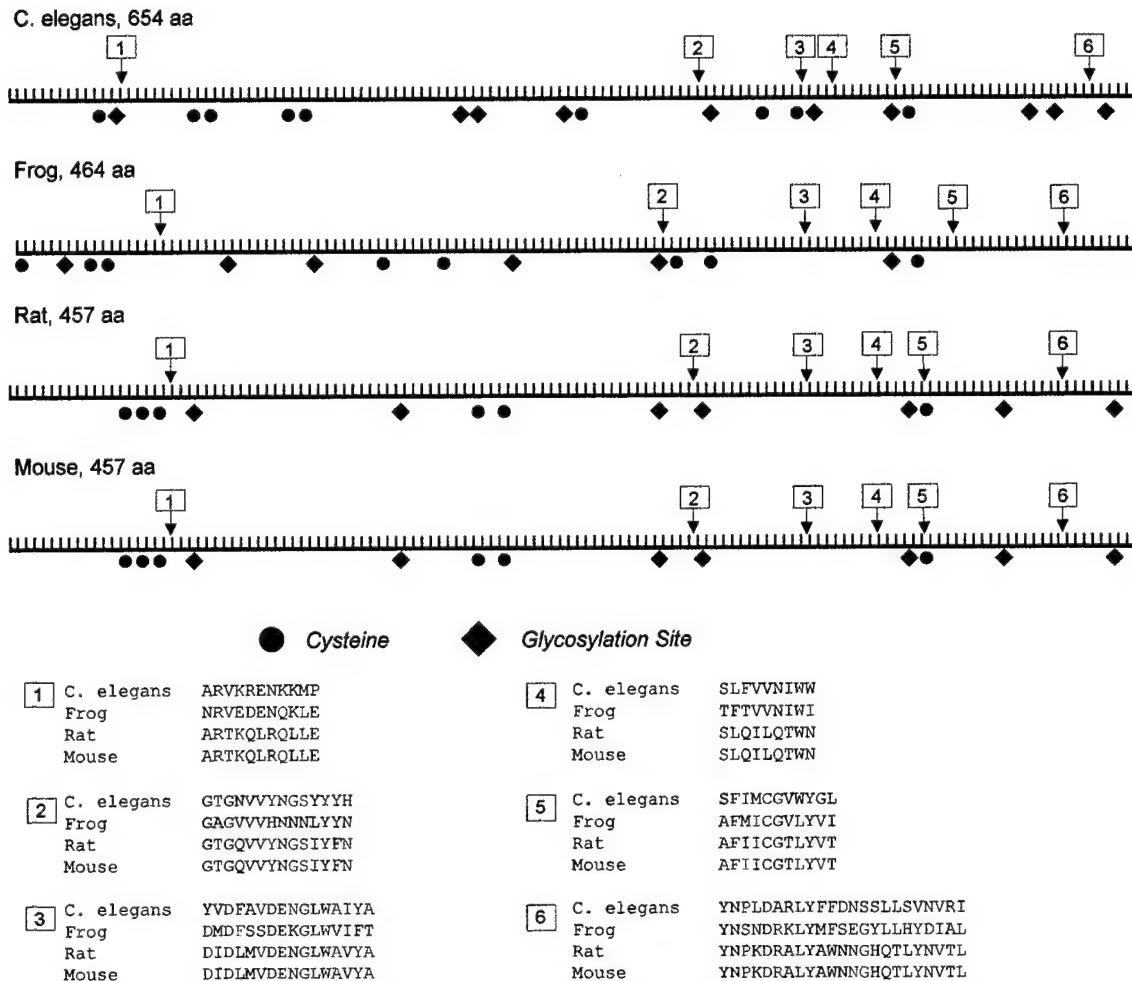 C. elegans, 654 aa
1 2 3 4 5 6
Frog, 464 aa
1 2 3 4 5 6
Rat, 457 aa
1 2 3 4 5 6
Mouse, 457 aa
1 2 3 4 5 6
Cysteine Glycosylation Site
1 C. elegans ARVKRENKKMP
Frog NRVEDENQKLE
Rat ARTKQLRQLLE
Mouse ARTKQLRQLLE
2 C. elegans GTGNVVYNGSYYYH
Frog GAGVVVHNNNLYYN
Rat GTGQVVYNGSIYFN
Mouse GTGQVVYNGSIYFN
3 C. elegans YVDFAVDENGLWAIYA
Frog DMDFSSDEKGLWVIFT
Rat DIDLMVDENGLWAVYA
Mouse DIDLMVDENGLWAVYA
4 C. elegans SLFVVNIWW
Frog TFTVVNIWI
Rat SLQILQTWN
Mouse SLQILQTWN
5 C. elegans SFIMCGVWYGL
Frog AFMICGVLYVI
Rat AFIICGTLYVT
Mouse AFIICGTLYVT
6 C. elegans YNPLDARLYFFDNSSLLSVNVRI
Frog YNSNDRKLYMFSEGYLLHYDIAL
Rat YNPKDRALYAWNNGHQTLYNVTL
Mouse YNPKDRALYAWNNGHQTLYNVTL